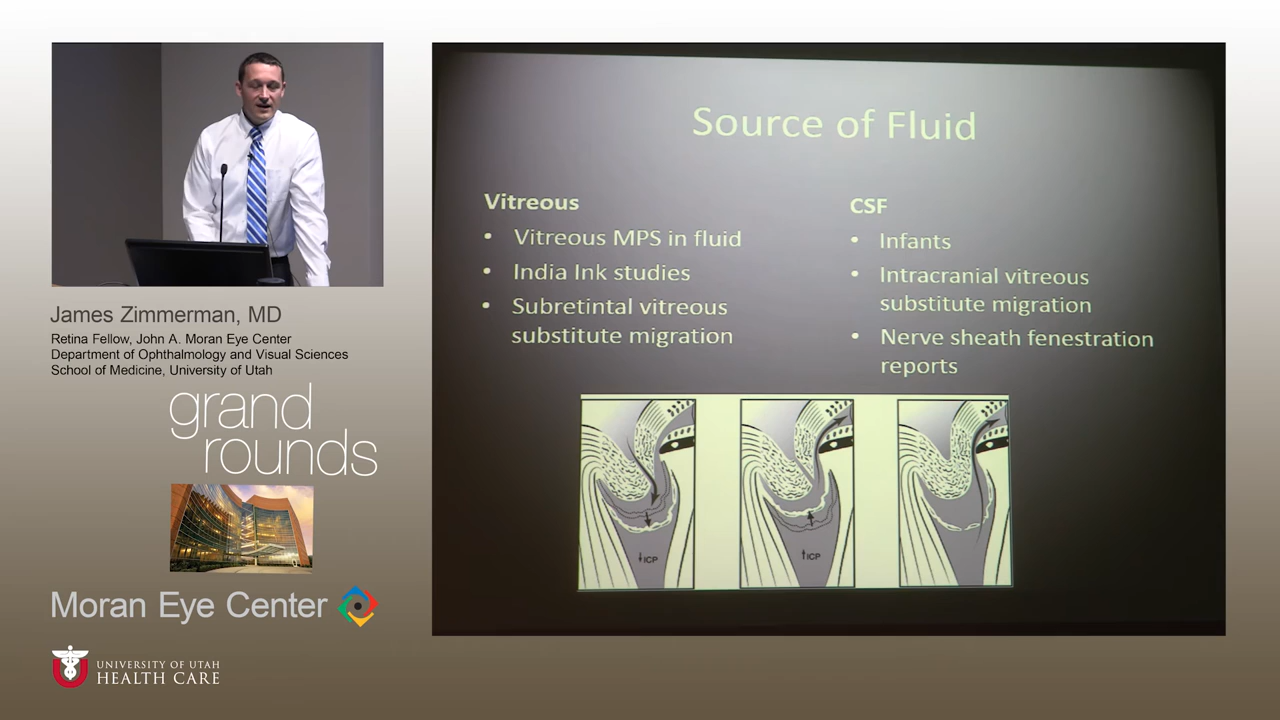 James Zimmerman, MD
Retina Fellow, John A. Moran Eye Center
Department of Ophthalmology and Visual Sciences
School of Medicine, University of Utah
grand
rounds
Moran Eye Center
UNIVERSITY OF UTAH
HEALTH CARE
Source of Fluid
Vitreous
• Vitreous MPS in fluid
• India Ink studies
• Subretintal vitreous
substitute migration
CSF
• Infants
• Intracranial vitreous
substitute migration
• Nerve sheath fenestration
reports
↓ICP
↑ICP